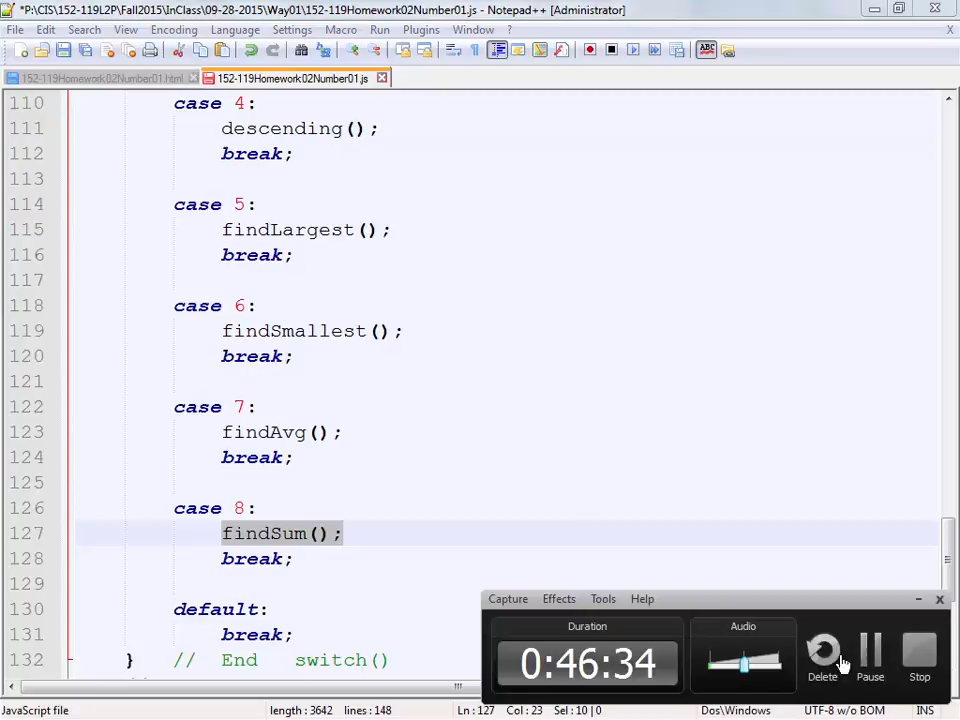 *P:\CIS\152-119L2P\Fall2015\InClass\09-28-2015\Way01\152-119Homework02Number01.js - Notepad++ [Administrator]
File Edit Search View Encoding Language Settings Macro Run Plugins Window ? X
152-119Homework02Number01.html 152-119Homework02Number01.js
110 case 4:
111 descending();
112 break;
113
114 case 5:
115 findLargest();
116 break;
117
118 case 6:
119 findSmallest();
120 break;
121
122 case 7:
123 findAvg();
124 break;
125
126 case 8:
127 findSum();
128 break;
129
130 default:
131 break;
132 } // End switch()
Capture Effects Tools Help
Duration
Audio
0:46:34
Delete Pause Stop
JavaScript file length : 3642 lines : 148 Ln : 127 Col : 23 Sel : 10 | 0 Dos\Windows UTF-8 w/o BOM INS